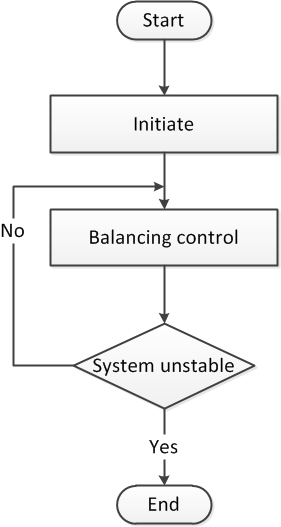 Start
Initiate
No
Balancing control
System unstable
Yes
End